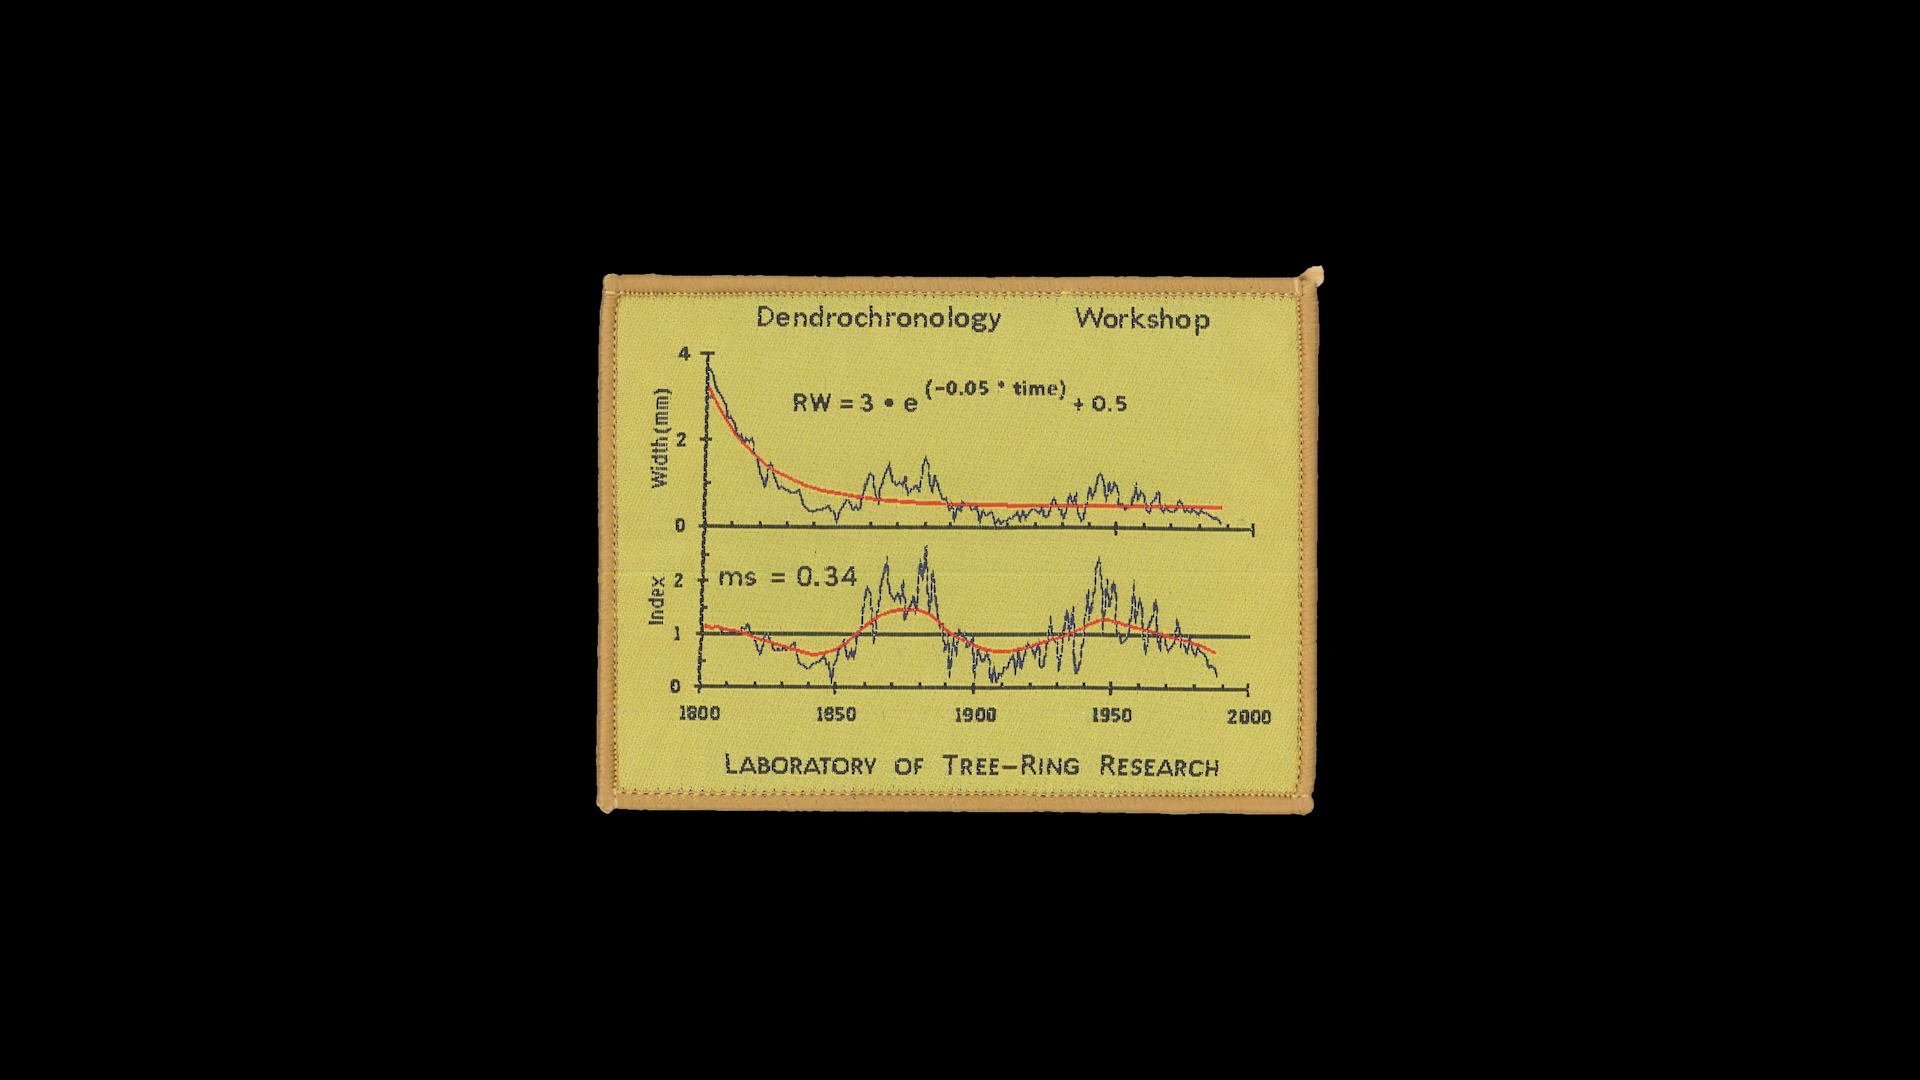 Dendrochronology Workshop
4
RW = 3 • e (-0.05 * time) + 0.5
Width(mm)
2
0
2
ms = 0.34
Index
1
0
1800 1850 1900 1950 2000
LABORATORY OF TREE-RING RESEARCH